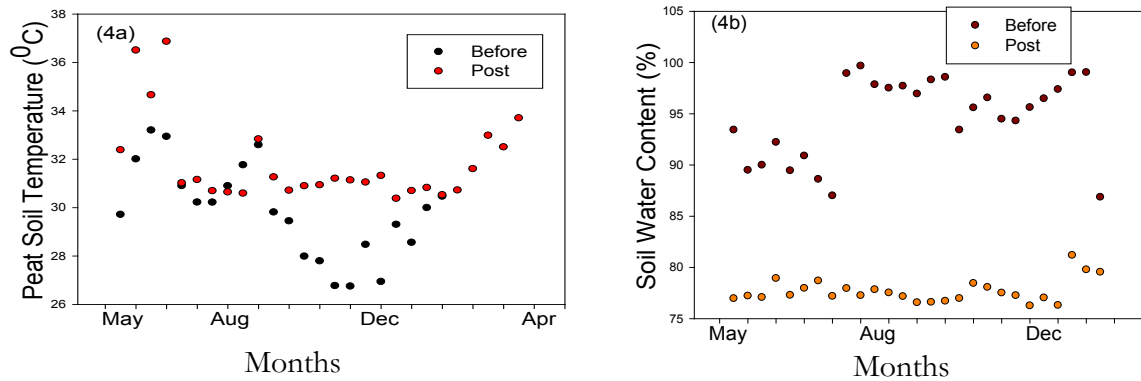 (4a)
Before
Post
Peat Soil Temperature (⁰C)
38
36
34
32
30
28
26
May Aug Dec Apr
Months
(4b)
Before
Post
Soil Water Content (%)
105
100
95
90
85
80
75
May Aug Dec
Months